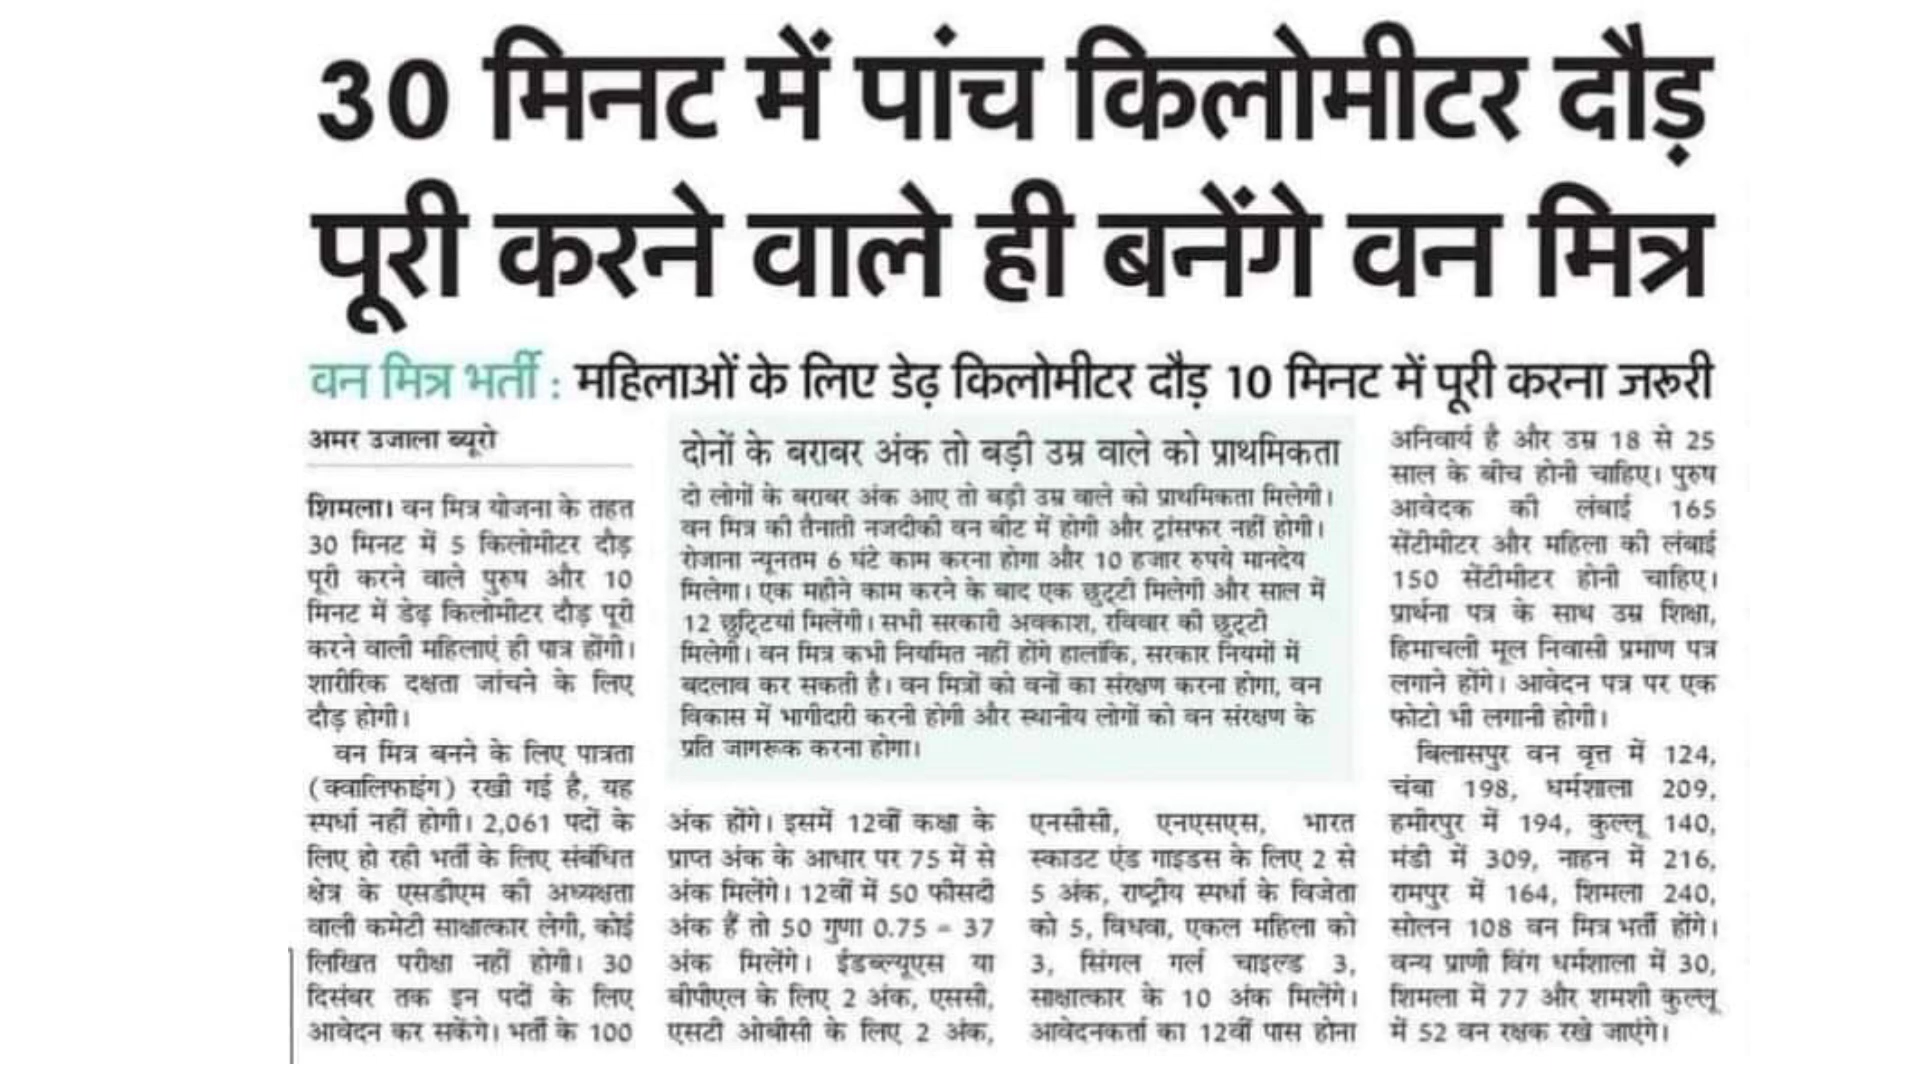 30 मिनट में पांच किलोमीटर दौड़
पूरी करने वाले ही बनेंगे वन मित्र
वन मित्र भर्ती : महिलाओं के लिए डेढ़ किलोमीटर दौड़ 10 मिनट में पूरी करना जरूरी
अमर उजाला ब्यूरो
शिमला। वन मित्र योजना के तहत
30 मिनट में 5 किलोमीटर दौड़
पूरी करने वाले पुरुष और 10
मिनट में डेढ़ किलोमीटर दौड़ पूरी
करने वाली महिलाएं ही पात्र होंगी।
शारीरिक दक्षता जांचने के लिए
दौड़ होगी।
वन मित्र बनने के लिए पात्रता
(क्वालिफाइंग) रखी गई है, यह
स्पर्धा नहीं होगी। 2,061 पदों के
लिए हो रही भर्ती के लिए संबंधित
क्षेत्र के एसडीएम की अध्यक्षता
वाली कमेटी साक्षात्कार लेगी, कोई
लिखित परीक्षा नहीं होगी। 30
दिसंबर तक इन पदों के लिए
आवेदन कर सकेंगे। भर्ती के 100
दोनों के बराबर अंक तो बड़ी उम्र वाले को प्राथमिकता
दो लोगों के बराबर अंक आए तो बड़ी उम्र वाले को प्राथमिकता मिलेगी।
वन मित्र की तैनाती नजदीकी वन बीट में होगी और ट्रांसफर नहीं होगी।
रोजाना न्यूनतम 6 घंटे काम करना होगा और 10 हजार रुपये मानदेय
मिलेगा। एक महीने काम करने के बाद एक छुट्टी मिलेगी और साल में
12 छुट्टियां मिलेंगी। सभी सरकारी अवकाश, रविवार की छुट्टी
मिलेगी। वन मित्र कभी नियमित नहीं होंगे हालांकि, सरकार नियमों में
बदलाव कर सकती है। वन मित्रों को वनों का संरक्षण करना होगा, वन
विकास में भागीदारी करनी होगी और स्थानीय लोगों को वन संरक्षण के
प्रति जागरूक करना होगा।
अंक होंगे। इसमें 12वीं कक्षा के
प्राप्त अंक के आधार पर 75 में से
अंक मिलेंगे। 12वीं में 50 फीसदी
अंक हैं तो 50 गुणा 0.75 = 37
अंक मिलेंगे। ईडब्ल्यूएस या
बीपीएल के लिए 2 अंक, एससी,
एसटी ओबीसी के लिए 2 अंक,
एनसीसी, एनएसएस, भारत
स्काउट एंड गाइडस के लिए 2 से
5 अंक, राष्ट्रीय स्पर्धा के विजेता
को 5, विधवा, एकल महिला को
3, सिंगल गर्ल चाइल्ड 3,
साक्षात्कार के 10 अंक मिलेंगे।
आवेदनकर्ता का 12वीं पास होना
अनिवार्य है और उम्र 18 से 25
साल के बीच होनी चाहिए। पुरुष
आवेदक की लंबाई 165
सेंटीमीटर और महिला की लंबाई
150 सेंटीमीटर होनी चाहिए।
प्रार्थना पत्र के साथ उम्र शिक्षा,
हिमाचली मूल निवासी प्रमाण पत्र
लगाने होंगे। आवेदन पत्र पर एक
फोटो भी लगानी होगी।
बिलासपुर वन वृत्त में 124,
चंबा 198, धर्मशाला 209,
हमीरपुर में 194, कुल्लू 140,
मंडी में 309, नाहन में 216,
रामपुर में 164, शिमला 240,
सोलन 108 वन मित्र भर्ती होंगे।
वन्य प्राणी विंग धर्मशाला में 30,
शिमला में 77 और शमशी कुल्लू
में 52 वन रक्षक रखे जाएंगे।